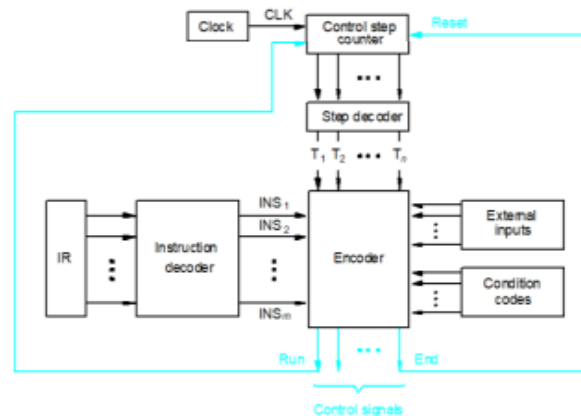 CLK
Clock
Control step
counter
Reset
Step decoder
T1 T2 Tn
IR
Instruction
decoder
INS1
INS2
INSm
Encoder
External
inputs
Condition
codes
Run
End
Control signals